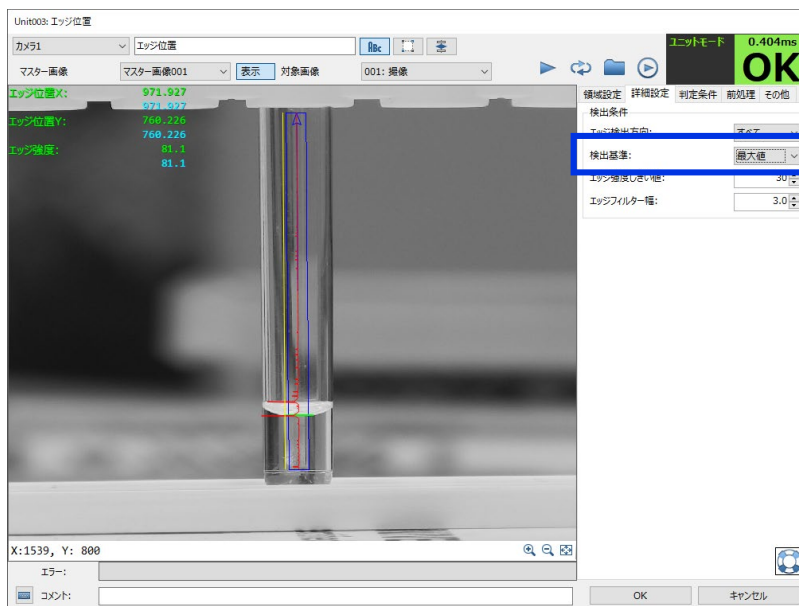 Unit003: エッジ位置
カメラ1
エッジ位置
ABC
ユニットモード
0.404ms
OK
マスター画像
マスター画像001
表示
対象画像
001: 撮像
エッジ位置X: 971.927
971.927
エッジ位置Y: 760.226
760.226
エッジ強度: 81.1
81.1
領域設定
詳細設定
判定条件
前処理
その他
検出条件
エッジ検出方向: すべて
検出基準: 最大値
エッジ強度しきい値: 30
エッジフィルター幅: 3.0
X:1539, Y: 800
エラー:
コメント:
OK
キャンセル